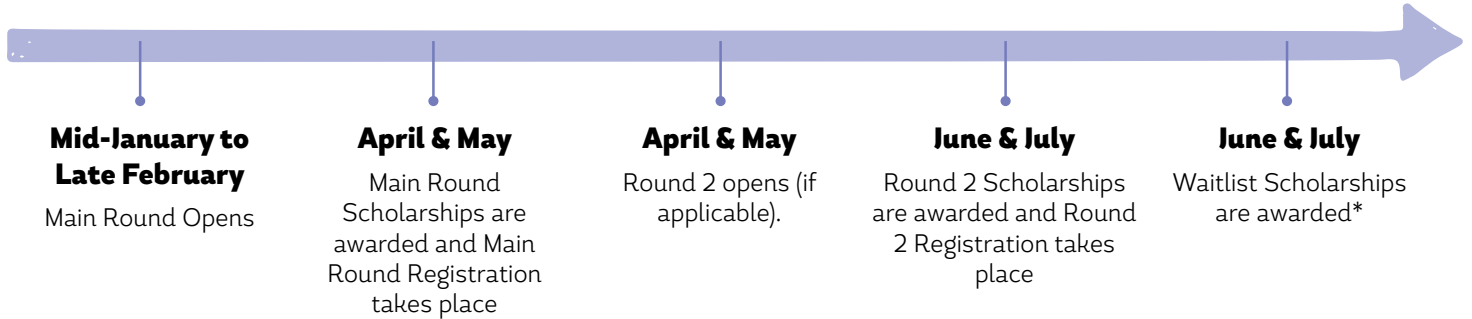 Mid-January to
Late February
Main Round Opens
April & May
Main Round
Scholarships are
awarded and Main
Round Registration
takes place
April & May
Round 2 opens (if
applicable).
June & July
Round 2 Scholarships
are awarded and Round
2 Registration takes
place
June & July
Waitlist Scholarships
are awarded*